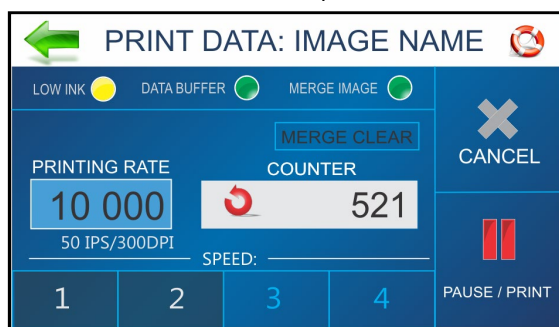 PRINT DATA: IMAGE NAME
LOW INK DATA BUFFER MERGE IMAGE
MERGE CLEAR
CANCEL
PRINTING RATE COUNTER
10 000 521
50 IPS/300DPI
SPEED:
1 2 3 4
PAUSE / PRINT